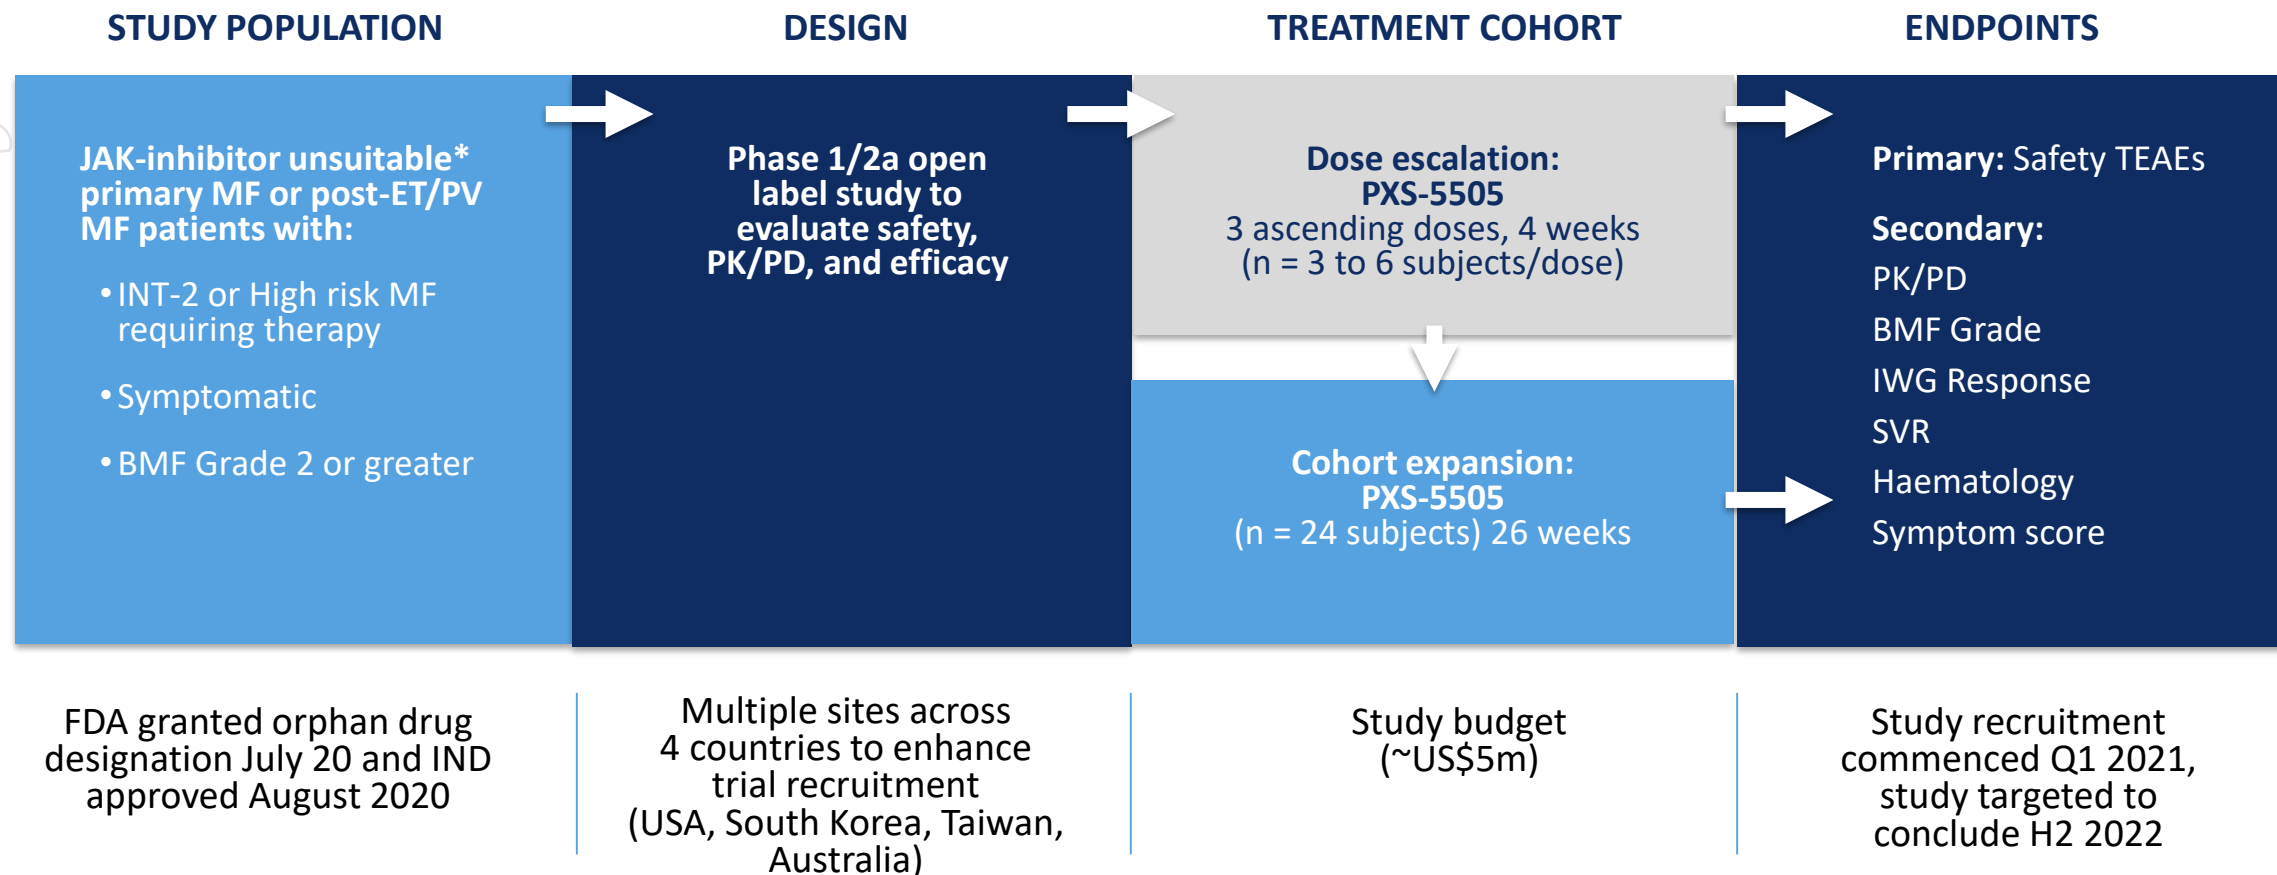 STUDY POPULATION
JAK-inhibitor unsuitable*
primary MF or post-ET/PV
MF patients with:
• INT-2 or High risk MF
requiring therapy
• Symptomatic
• BMF Grade 2 or greater
FDA granted orphan drug
designation July 20 and IND
approved August 2020
DESIGN
Phase 1/2a open
label study to
evaluate safety,
PK/PD, and efficacy
Multiple sites across
4 countries to enhance
trial recruitment
(USA, South Korea, Taiwan,
Australia)
TREATMENT COHORT
Dose escalation:
PXS-5505
3 ascending doses, 4 weeks
(n = 3 to 6 subjects/dose)
Cohort expansion:
PXS-5505
(n = 24 subjects) 26 weeks
Study budget
(~US$5m)
ENDPOINTS
Primary: Safety TEAEs
Secondary:
PK/PD
BMF Grade
IWG Response
SVR
Haematology
Symptom score
Study recruitment
commenced Q1 2021,
study targeted to
conclude H2 2022